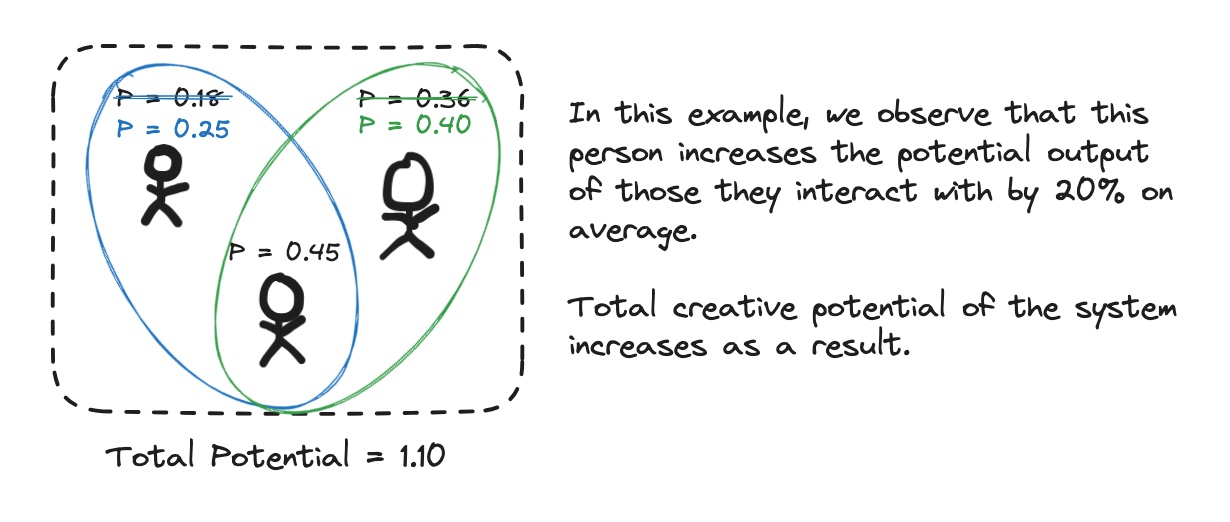 P = 0.18
P = 0.25
P = 0.36
P = 0.40
P = 0.45
Total Potential = 1.10
In this example, we observe that this
person increases the potential output
of those they interact with by 20% on
average.
Total creative potential of the system
increases as a result.